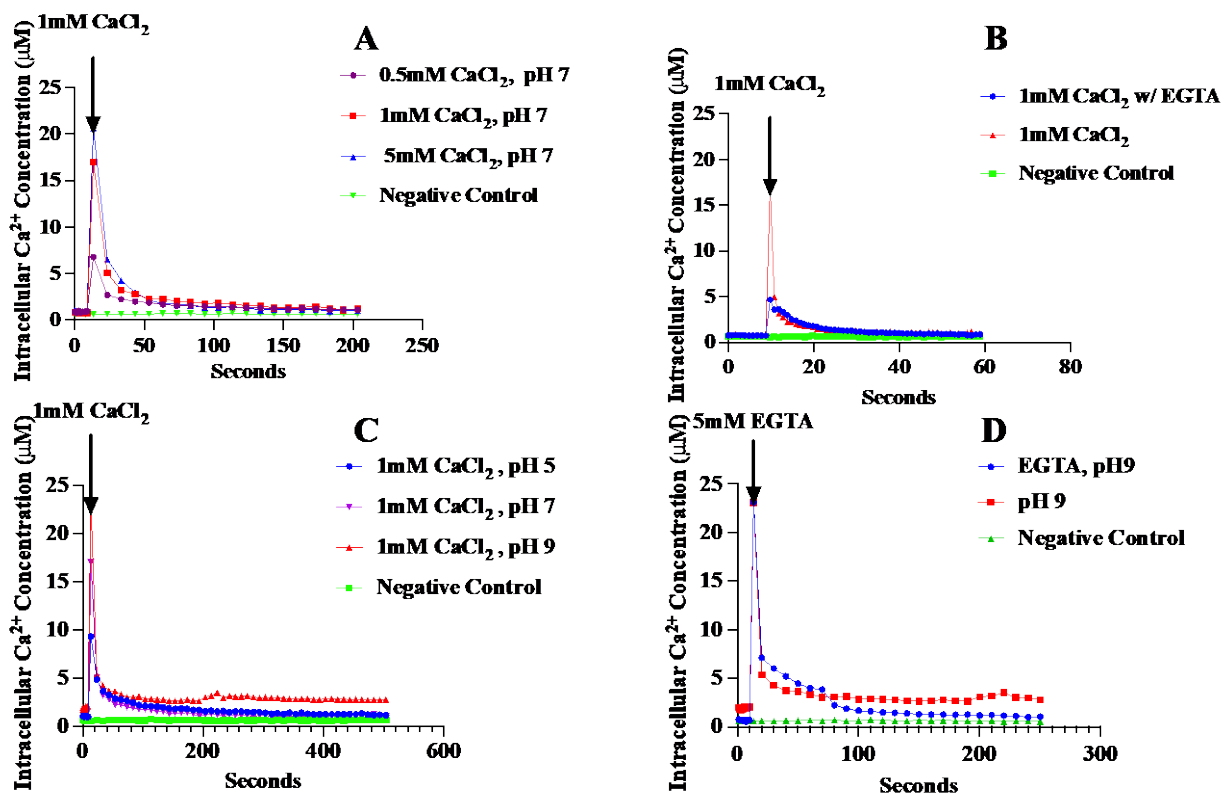 1mM CaCl₂
A
Intracellular Ca²⁺ Concentration (μM)
25
20
15
10
5
0
0 50 100 150 200 250
Seconds
0.5mM CaCl₂, pH 7
1mM CaCl₂, pH 7
5mM CaCl₂, pH 7
Negative Control
1mM CaCl₂
B
Intracellular Ca²⁺ Concentration (μM)
25
20
15
10
5
0
0 20 40 60 80
Seconds
1mM CaCl₂ w/ EGTA
1mM CaCl₂
Negative Control
1mM CaCl₂
C
Intracellular Ca²⁺ Concentration (μM)
25
20
15
10
5
0
0 200 400 600
Seconds
1mM CaCl₂ , pH 5
1mM CaCl₂ , pH 7
1mM CaCl₂ , pH 9
Negative Control
5mM EGTA
D
Intracellular Ca²⁺ Concentration (μM)
25
20
15
10
5
0
0 100 200 300
Seconds
EGTA, pH9
pH 9
Negative Control